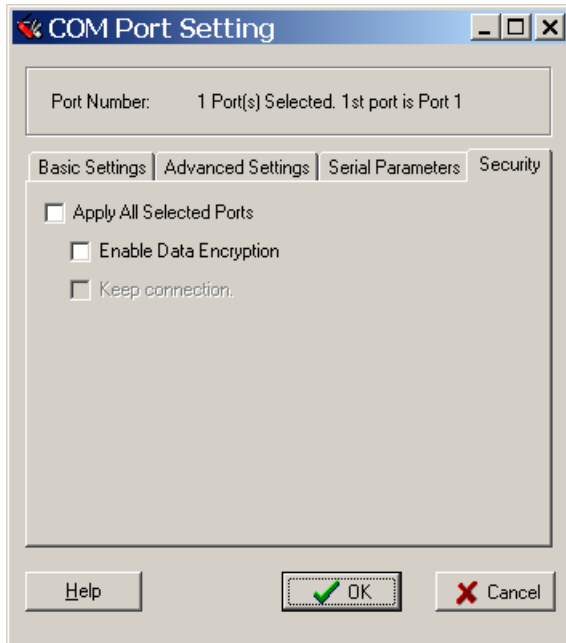 COM Port Setting
Port Number: 1 Port(s) Selected. 1st port is Port 1
Basic Settings Advanced Settings Serial Parameters Security
Apply All Selected Ports
Enable Data Encryption
Keep connection.
Help OK Cancel